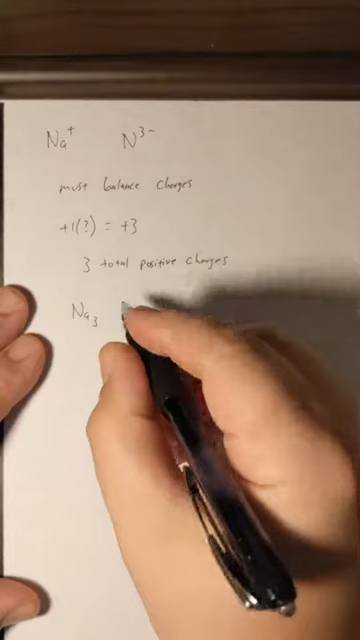 Na⁺ N³⁻
must balance charges
+1(?) = +3
3 total positive charges
Na₃